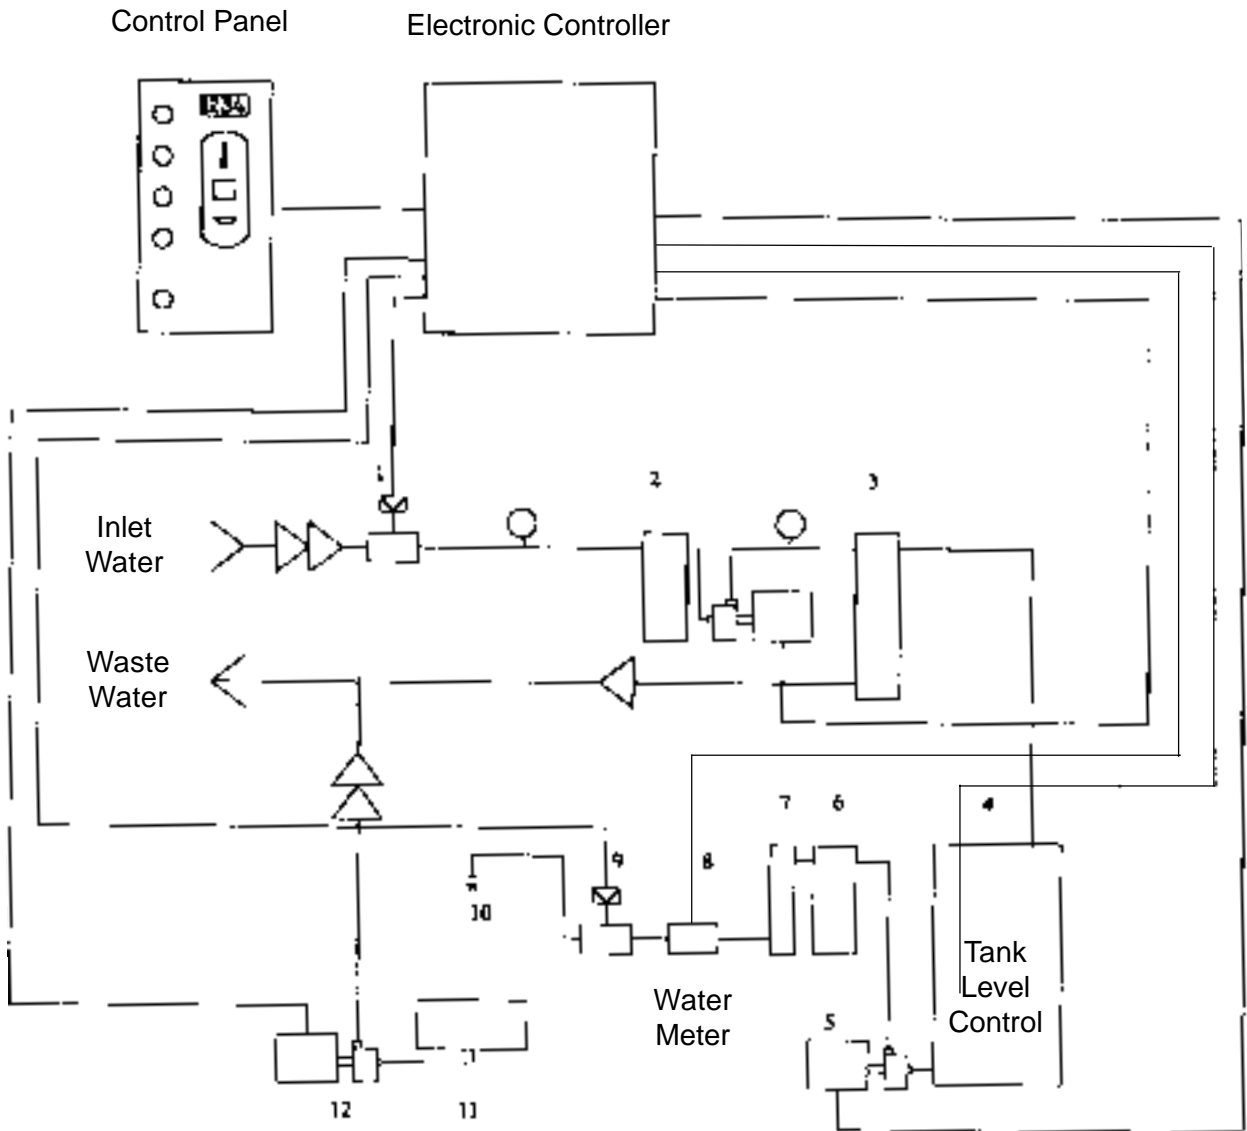 Control Panel
Electronic Controller
1
2
3
Inlet
Water
Waste
Water
4
7
6
9
8
10
Tank
Level
Control
Water
Meter
5
12
11